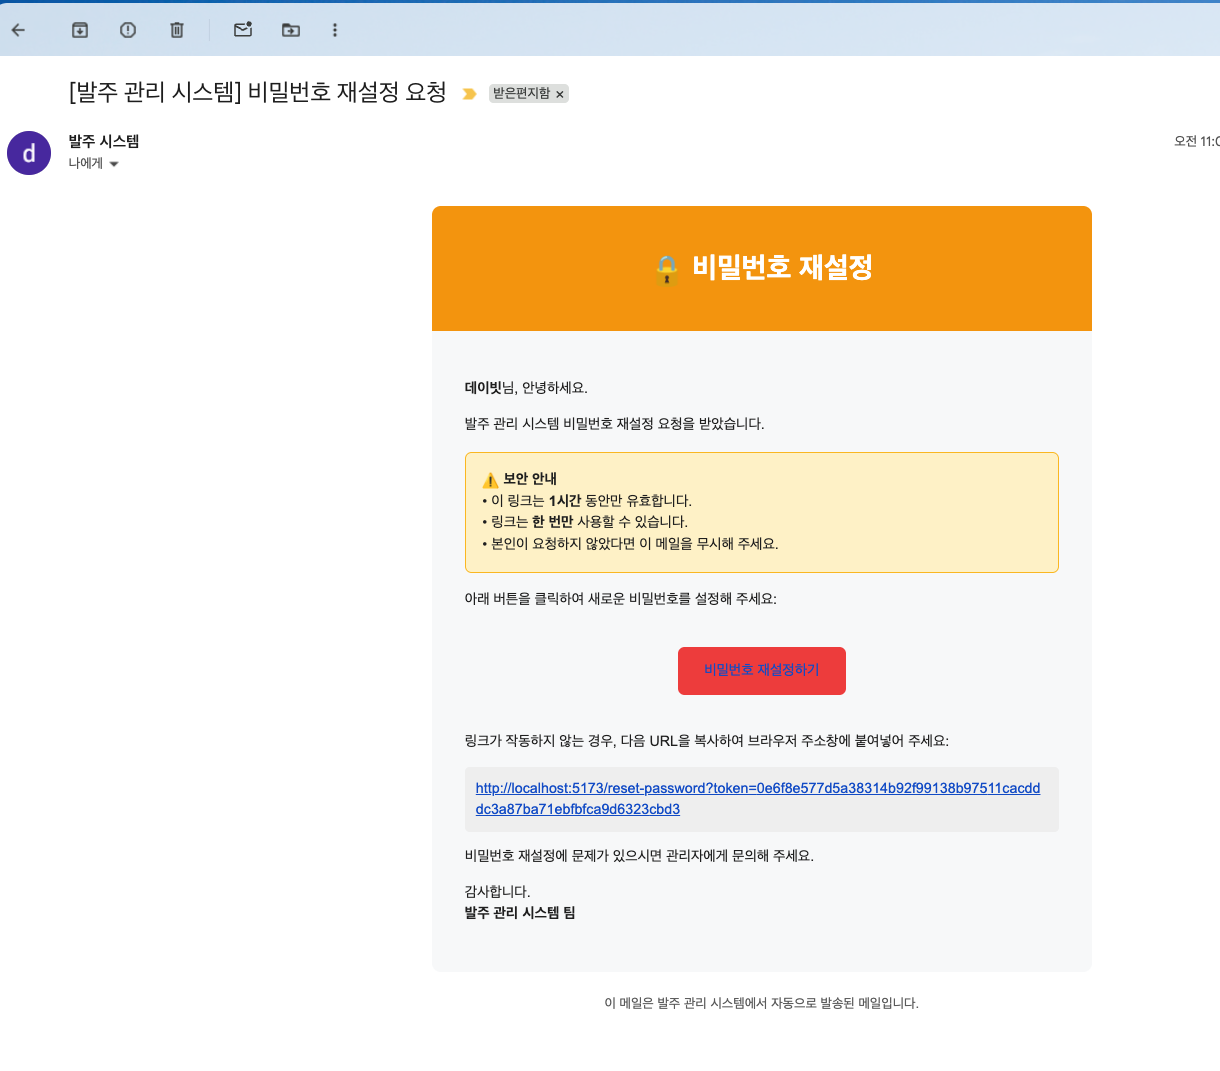 [발주 관리 시스템] 비밀번호 재설정 요청
받은편지함 ×
d
발주 시스템
오전 11:0
나에게
🔒 비밀번호 재설정
데이빗님, 안녕하세요.
발주 관리 시스템 비밀번호 재설정 요청을 받았습니다.
⚠️ 보안 안내
• 이 링크는 1시간 동안만 유효합니다.
• 링크는 한 번만 사용할 수 있습니다.
• 본인이 요청하지 않았다면 이 메일을 무시해 주세요.
아래 버튼을 클릭하여 새로운 비밀번호를 설정해 주세요:
비밀번호 재설정하기
링크가 작동하지 않는 경우, 다음 URL을 복사하여 브라우저 주소창에 붙여넣어 주세요:
http://localhost:5173/reset-password?token=0e6f8e577d5a38314b92f99138b97511cacdd
dc3a87ba71ebfbfca9d6323cbd3
비밀번호 재설정에 문제가 있으시면 관리자에게 문의해 주세요.
감사합니다.
발주 관리 시스템 팀
이 메일은 발주 관리 시스템에서 자동으로 발송된 메일입니다.